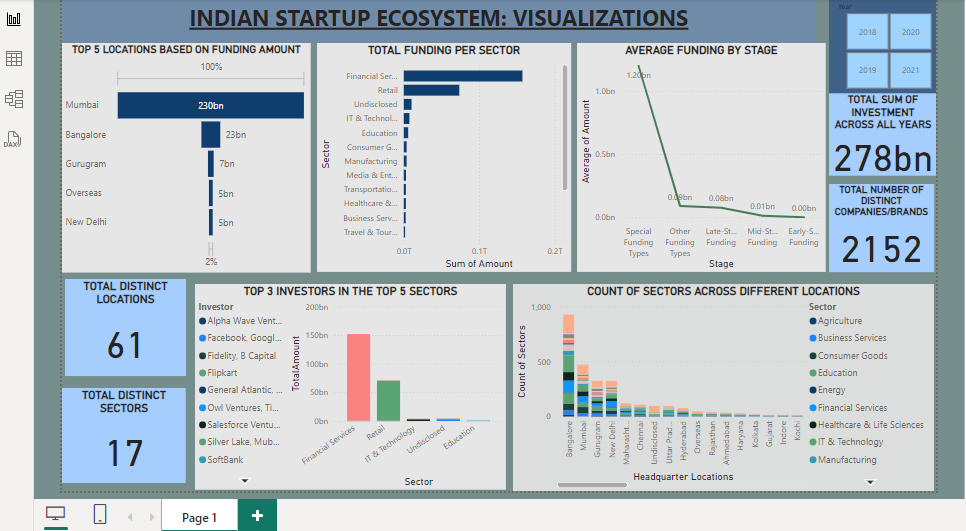 INDIAN STARTUP ECOSYSTEM: VISUALIZATIONS
Year
2018
2020
2019
2021
TOP 5 LOCATIONS BASED ON FUNDING AMOUNT
100%
Mumbai
230bn
Bangalore
23bn
Gurugram
7bn
Overseas
5bn
New Delhi
5bn
2%
TOTAL FUNDING PER SECTOR
Sector
Financial Ser...
Retail
Undisclosed
IT & Technol...
Education
Consumer G...
Manufacturing
Media & Ent...
Transportatio...
Healthcare &...
Business Serv...
Travel & Tour...
0.0T
0.1T
0.2T
Sum of Amount
AVERAGE FUNDING BY STAGE
Average of Amount
1.0bn
0.5bn
0.0bn
1.20bn
0.09bn
0.08bn
0.01bn
0.00bn
Special
Funding
Types
Other
Funding
Types
Late-St...
Funding
Mid-St...
Funding
Early-S...
Funding
Stage
TOTAL SUM OF
INVESTMENT
ACROSS ALL YEARS
278bn
TOTAL NUMBER OF
DISTINCT
COMPANIES/BRANDS
2152
TOTAL DISTINCT
LOCATIONS
61
TOTAL DISTINCT
SECTORS
17
TOP 3 INVESTORS IN THE TOP 5 SECTORS
Investor
Alpha Wave Vent...
Facebook, Googl...
Fidelity, B Capital
Flipkart
General Atlantic, ...
Owl Ventures, Ti...
Salesforce Ventu...
Silver Lake, Mub...
SoftBank
TotalAmount
200bn
150bn
100bn
50bn
0bn
Financial Services
Retail
IT & Technology
Undisclosed
Education
Sector
COUNT OF SECTORS ACROSS DIFFERENT LOCATIONS
Count of Sectors
1,000
500
0
Bangalore
Mumbai
Gurugram
New Delhi
Maharasht...
Chennai
Undisclosed
Uttar Prad...
Hyderabad
Overseas
Rajasthan
Ahmedabad
Haryana
Kolkata
Gujarat
Indore
Kochi
Headquarter Locations
Sector
Agriculture
Business Services
Consumer Goods
Education
Energy
Financial Services
Healthcare & Life Sciences
IT & Technology
Manufacturing
DAX
Page 1